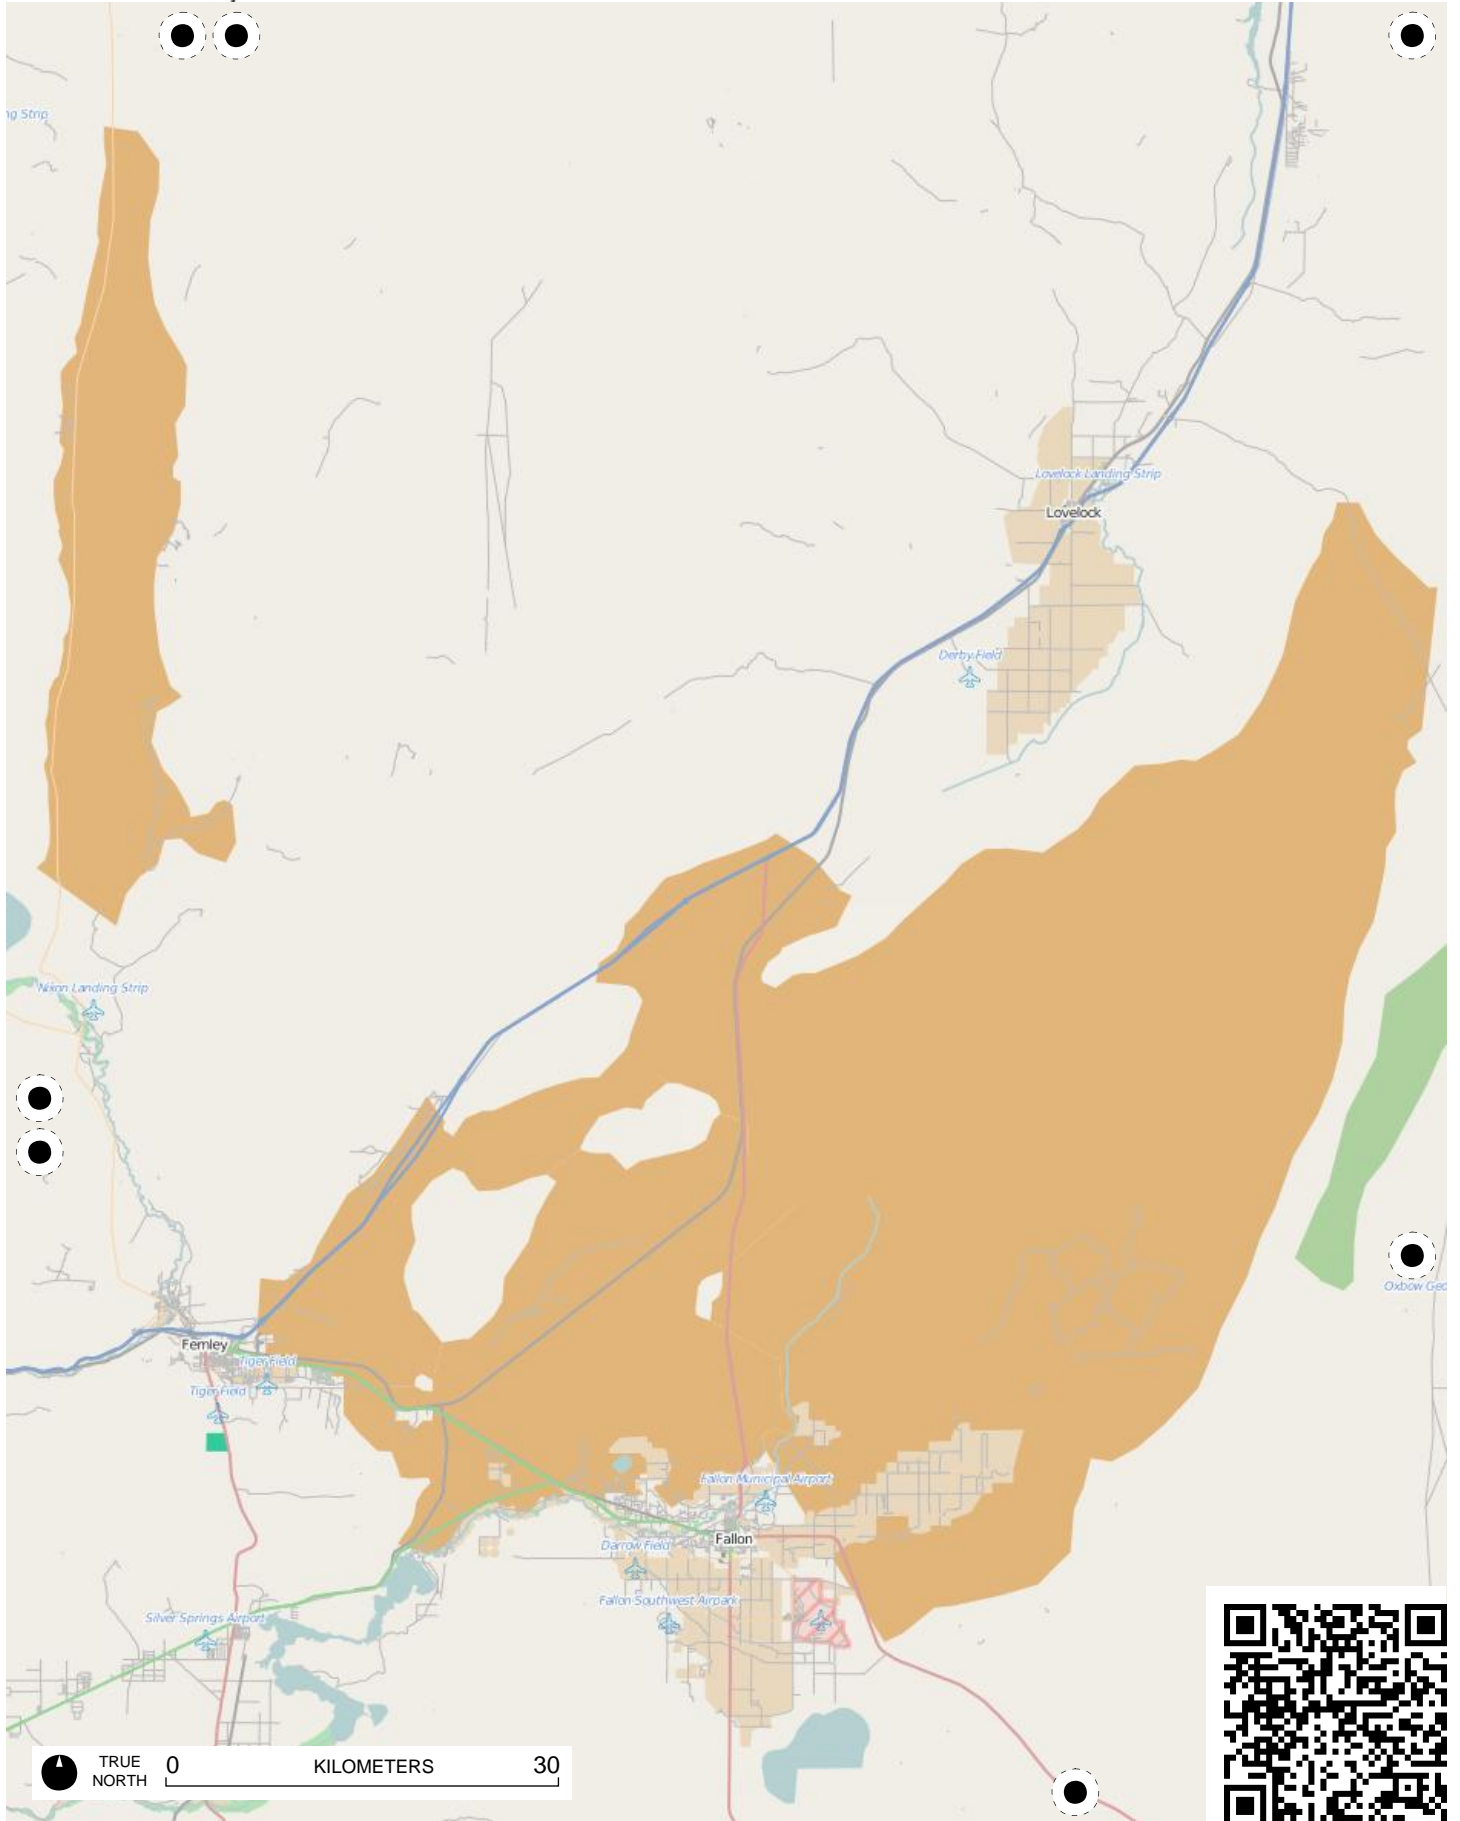 ng Strip
Lovelock Landing Strip
Lovelock
Derby Field
Nixon Landing Strip
Oxbow Geo
Fernley
Tiger Field
Tiger Field
Fallon Municipal Airport
Fallon
Darrow Field
Fallon Southwest Airpark
Silver Springs Airport
TRUE
NORTH
0
KILOMETERS
30